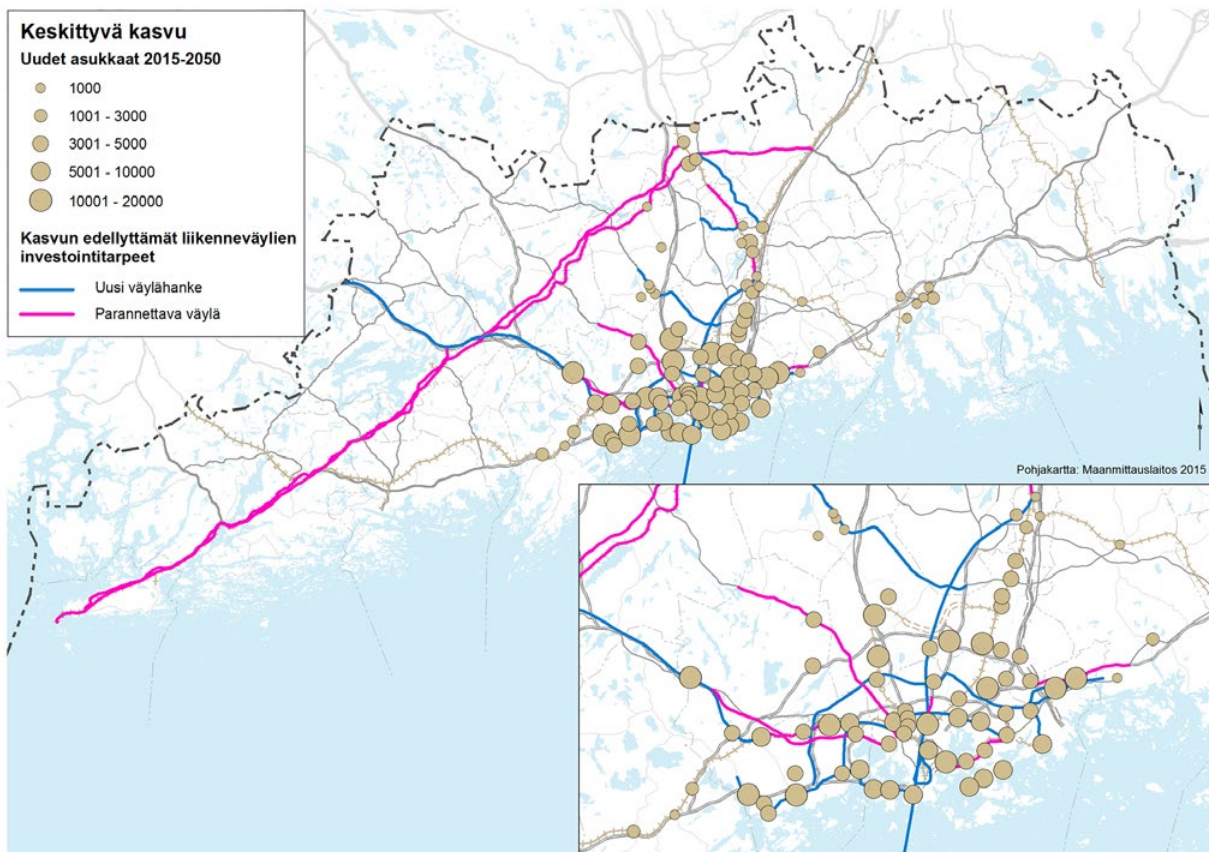 Keskittyvä kasvu
Uudet asukkaat 2015-2050
1000
1001 - 3000
3001 - 5000
5001 - 10000
10001 - 20000
Kasvun edellyttämät liikenneväylien
investointitarpeet
Uusi väylähanke
Parannettava väylä
Pohjakartta: Maanmittauslaitos 2015